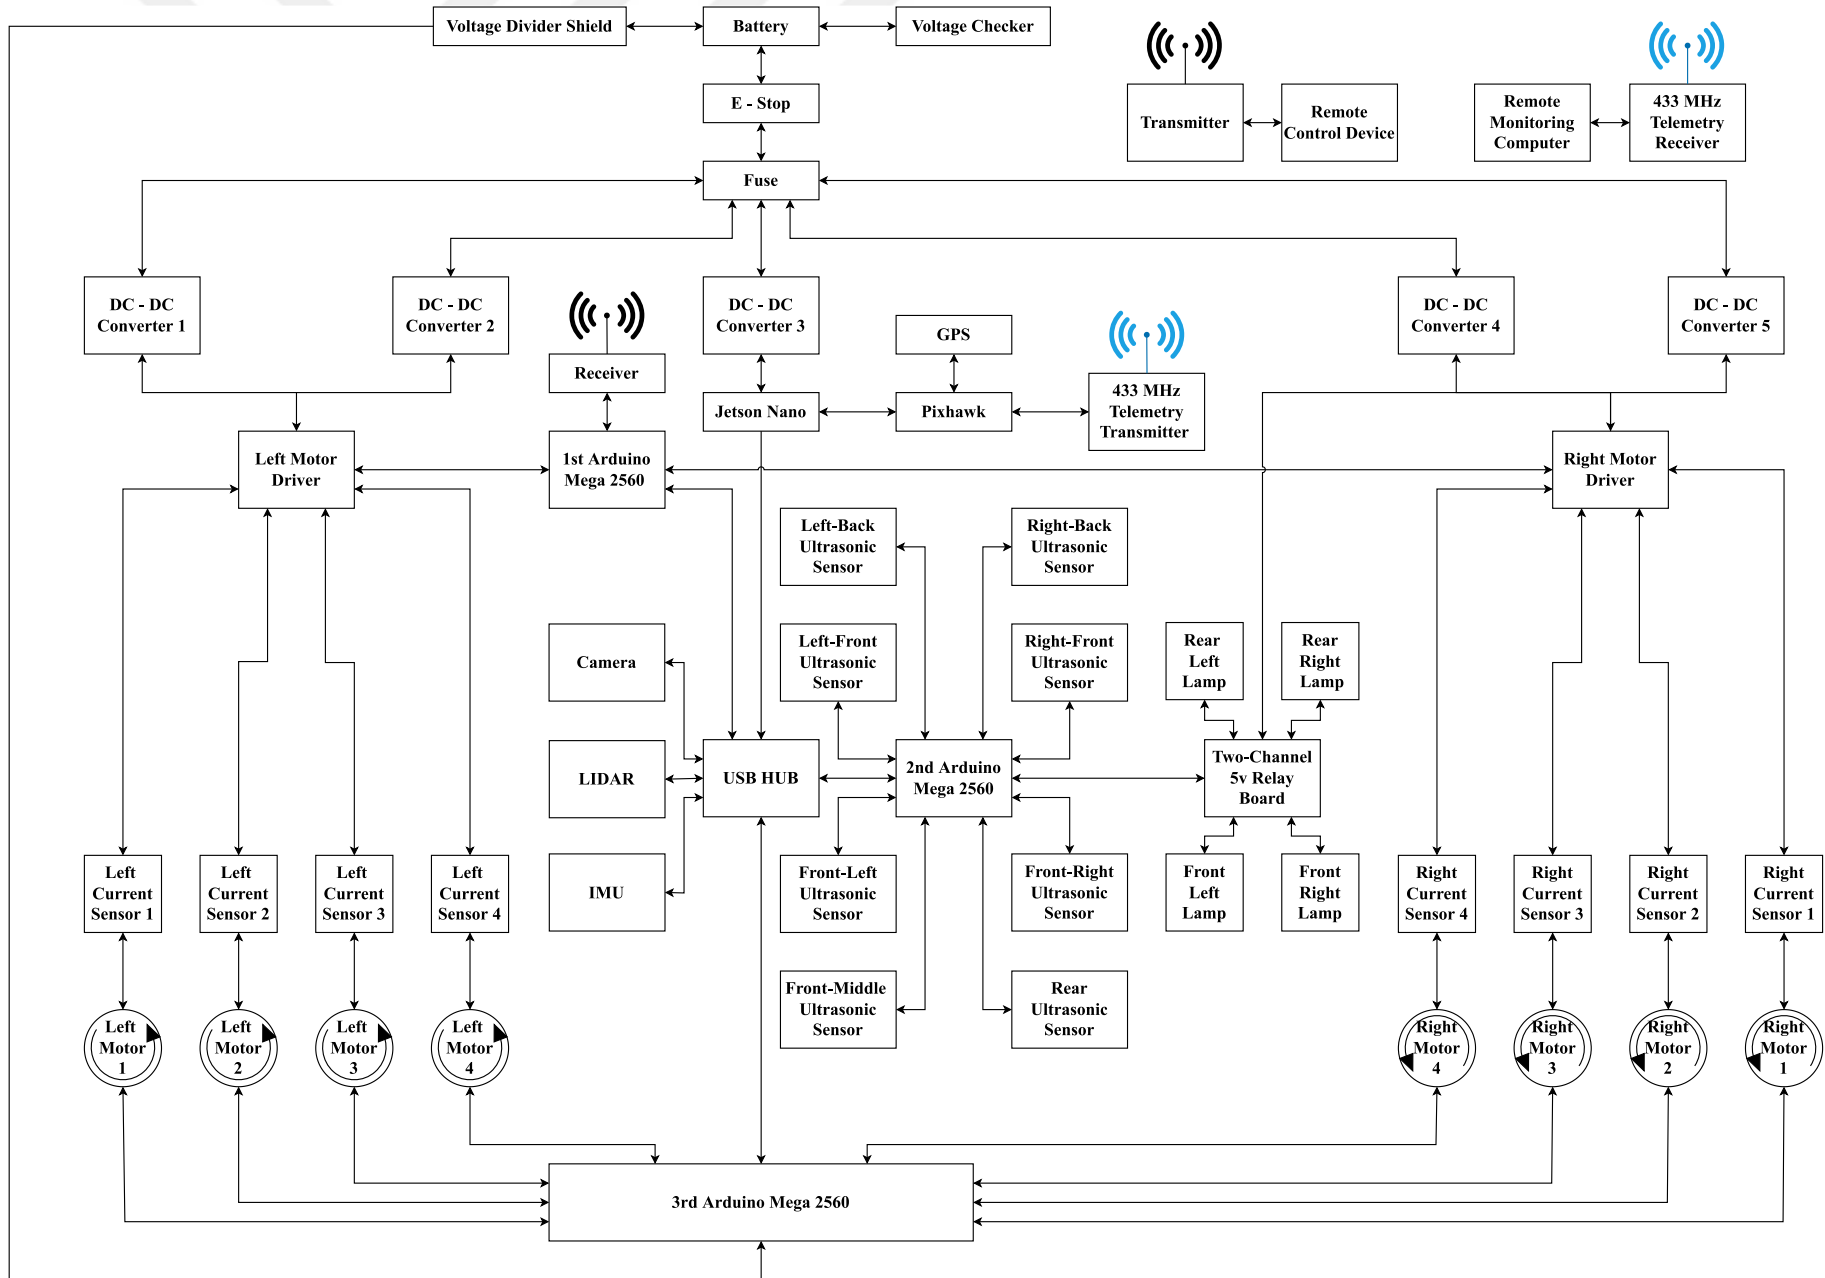 Voltage Divider Shield
Battery
Voltage Checker
E - Stop
Transmitter
Remote
Control Device
Remote
Monitoring
Computer
433 MHz
Telemetry
Receiver
Fuse
DC - DC
Converter 1
DC - DC
Converter 2
DC - DC
Converter 3
GPS
DC - DC
Converter 4
DC - DC
Converter 5
Receiver
Jetson Nano
Pixhawk
433 MHz
Telemetry
Transmitter
Left Motor
Driver
1st Arduino
Mega 2560
Right Motor
Driver
Left-Back
Ultrasonic
Sensor
Right-Back
Ultrasonic
Sensor
Camera
Left-Front
Ultrasonic
Sensor
Right-Front
Ultrasonic
Sensor
Rear
Left
Lamp
Rear
Right
Lamp
LIDAR
USB HUB
2nd Arduino
Mega 2560
Two-Channel
5v Relay
Board
Left
Current
Sensor 1
Left
Current
Sensor 2
Left
Current
Sensor 3
Left
Current
Sensor 4
IMU
Front-Left
Ultrasonic
Sensor
Front-Right
Ultrasonic
Sensor
Front
Left
Lamp
Front
Right
Lamp
Right
Current
Sensor 4
Right
Current
Sensor 3
Right
Current
Sensor 2
Right
Current
Sensor 1
Front-Middle
Ultrasonic
Sensor
Rear
Ultrasonic
Sensor
Left
Motor
1
Left
Motor
2
Left
Motor
3
Left
Motor
4
Right
Motor
4
Right
Motor
3
Right
Motor
2
Right
Motor
1
3rd Arduino Mega 2560